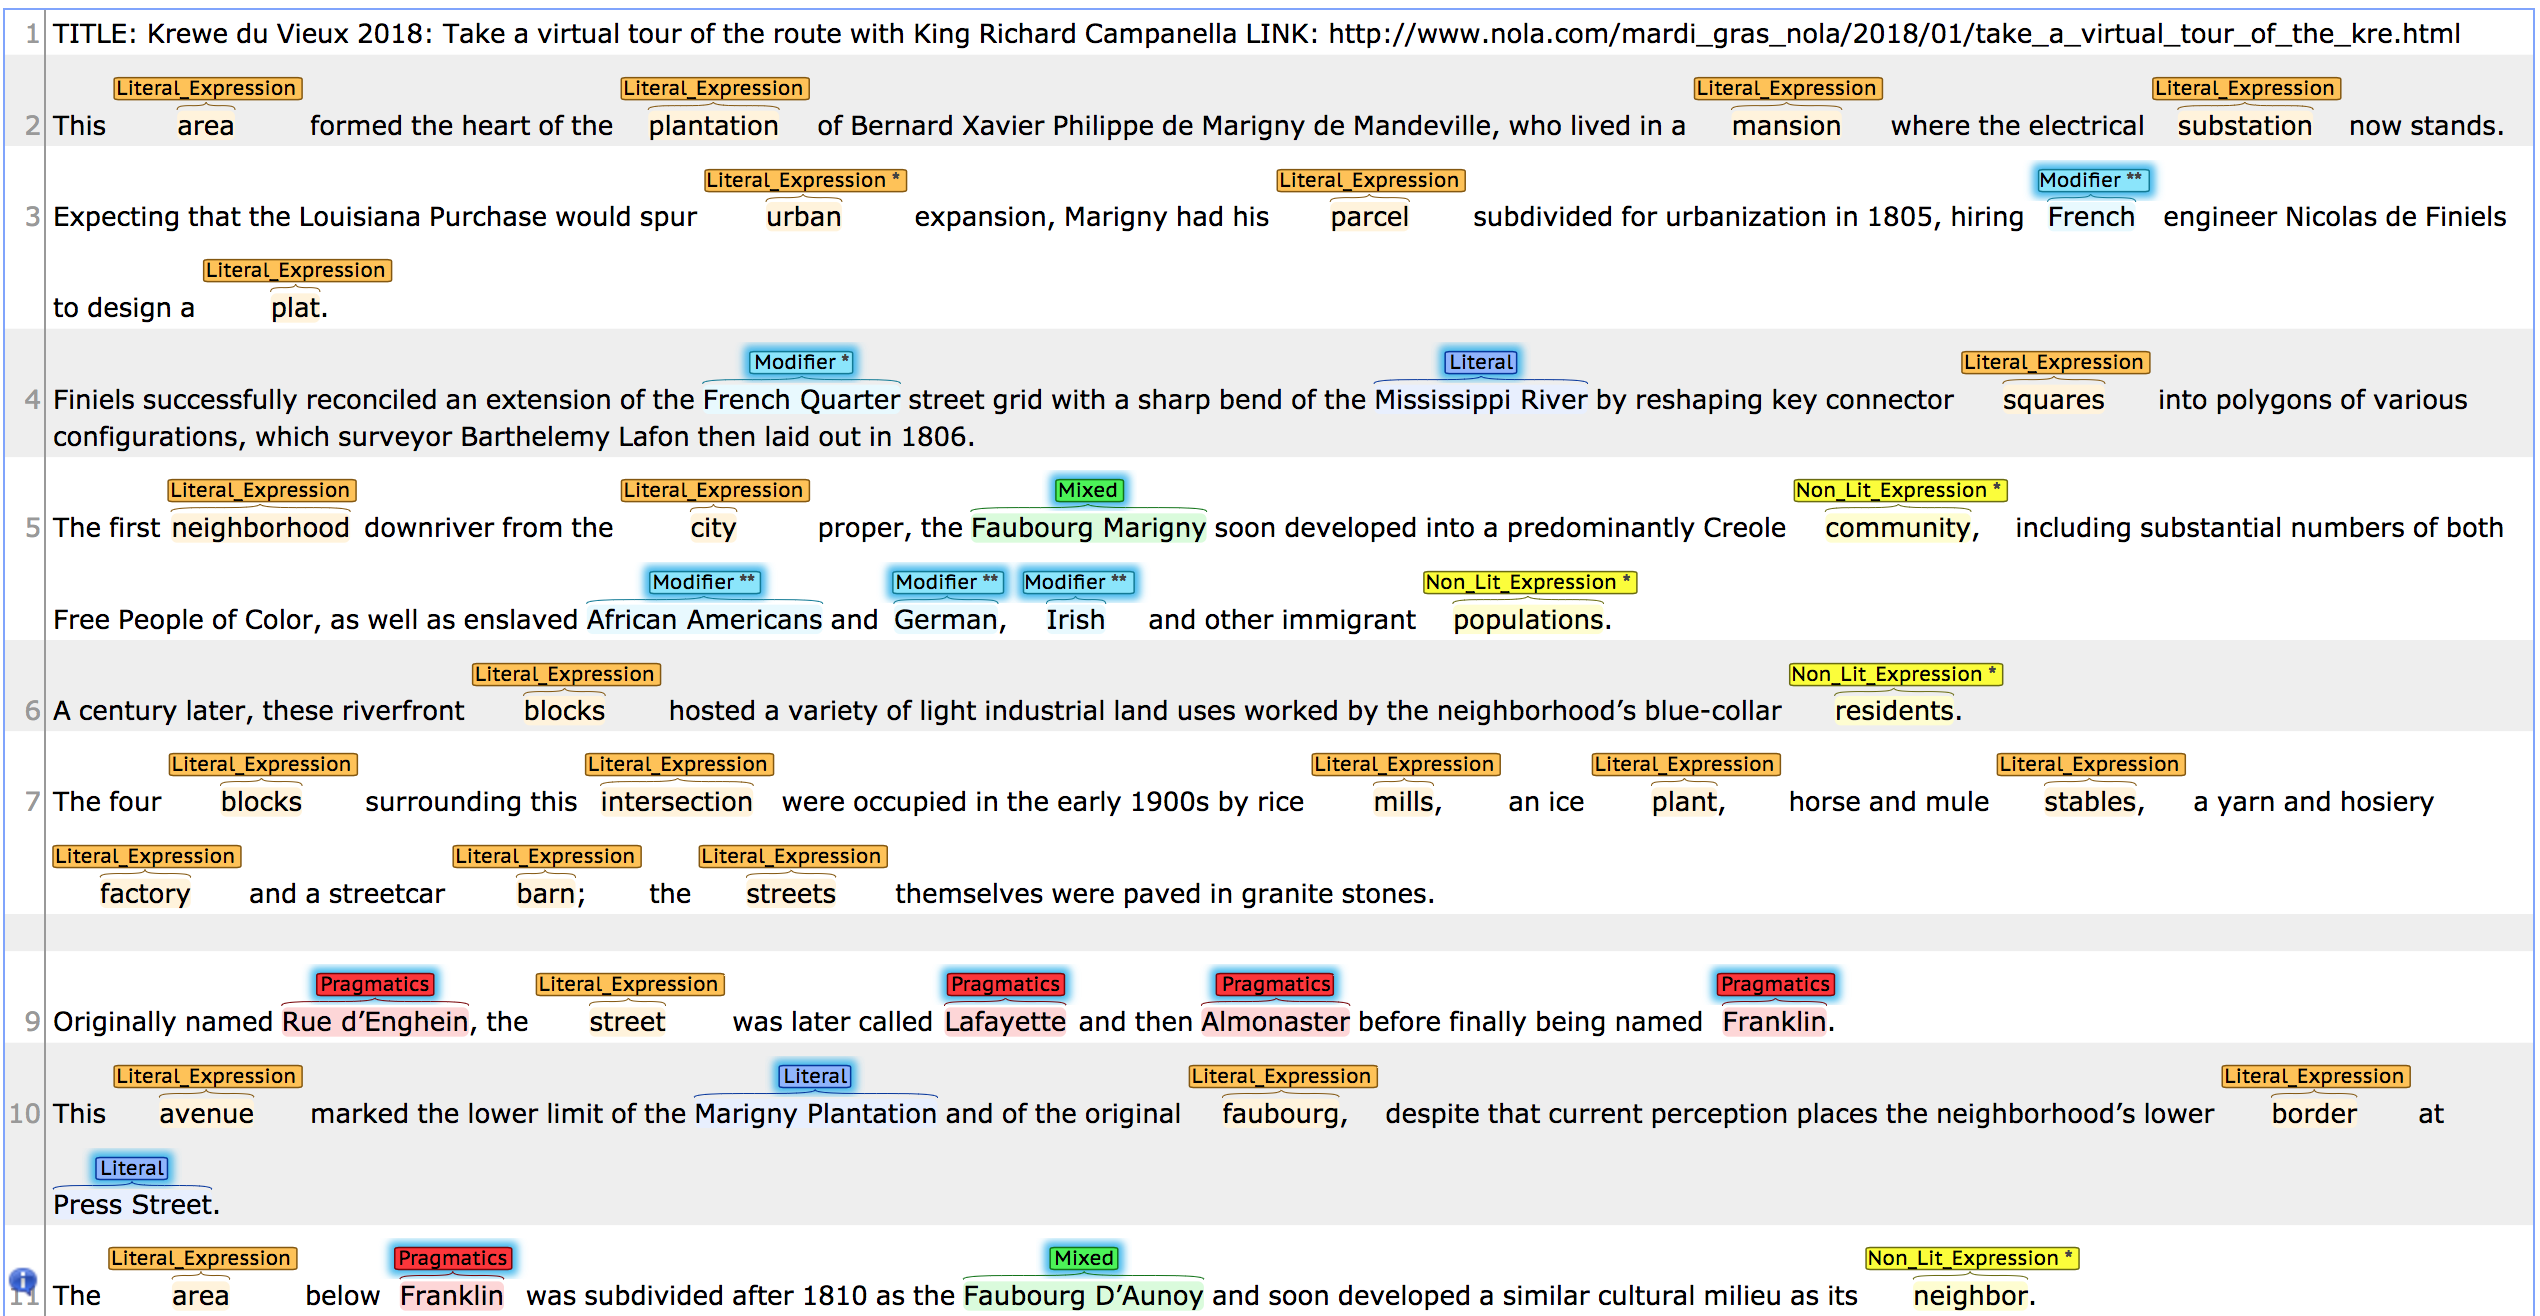 1 TITLE: Krewe du Vieux 2018: Take a virtual tour of the route with King Richard Campanella LINK: http://www.nola.com/mardi_gras_nola/2018/01/take_a_virtual_tour_of_the_kre.html
Literal_Expression Literal_Expression Literal_Expression Literal_Expression
2 This area formed the heart of the plantation of Bernard Xavier Philippe de Marigny de Mandeville, who lived in a mansion where the electrical substation now stands.
Literal_Expression * Literal_Expression Modifier **
3 Expecting that the Louisiana Purchase would spur urban expansion, Marigny had his parcel subdivided for urbanization in 1805, hiring French engineer Nicolas de Finiels
Literal_Expression
to design a plat.
Modifier * Literal Literal_Expression
4 Finiels successfully reconciled an extension of the French Quarter street grid with a sharp bend of the Mississippi River by reshaping key connector squares into polygons of various
configurations, which surveyor Barthelemy Lafon then laid out in 1806.
Literal_Expression Literal_Expression Mixed Non_Lit_Expression *
5 The first neighborhood downriver from the city proper, the Faubourg Marigny soon developed into a predominantly Creole community, including substantial numbers of both
Modifier ** Modifier ** Modifier ** Non_Lit_Expression *
Free People of Color, as well as enslaved African Americans and German, Irish and other immigrant populations.
Literal_Expression Non_Lit_Expression *
6 A century later, these riverfront blocks hosted a variety of light industrial land uses worked by the neighborhood’s blue-collar residents.
Literal_Expression Literal_Expression Literal_Expression Literal_Expression Literal_Expression
7 The four blocks surrounding this intersection were occupied in the early 1900s by rice mills, an ice plant, horse and mule stables, a yarn and hosiery
Literal_Expression Literal_Expression Literal_Expression
factory and a streetcar barn; the streets themselves were paved in granite stones.
Pragmatics Literal_Expression Pragmatics Pragmatics Pragmatics
9 Originally named Rue d’Enghein, the street was later called Lafayette and then Almonaster before finally being named Franklin.
Literal_Expression Literal Literal_Expression Literal_Expression
10 This avenue marked the lower limit of the Marigny Plantation and of the original faubourg, despite that current perception places the neighborhood’s lower border at
Literal
Press Street.
Literal_Expression Pragmatics Mixed Non_Lit_Expression *
11 The area below Franklin was subdivided after 1810 as the Faubourg D’Aunoy and soon developed a similar cultural milieu as its neighbor.